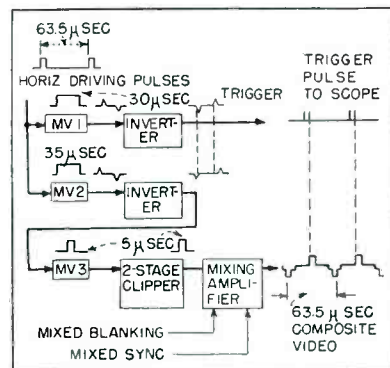 63.5 µ SEC
HORIZ DRIVING PULSES
30 µ SEC
TRIGGER
TRIGGER
PULSE
TO SCOPE
MV 1
INVERT-
ER
35 µ SEC
MV2
INVERT-
ER
5 µ SEC
MV3
2-STAGE
CLIPPER
MIXING
AMPLI-
FIER
63.5 µ SEC
COMPOSITE
VIDEO
MIXED BLANKING
MIXED SYNC